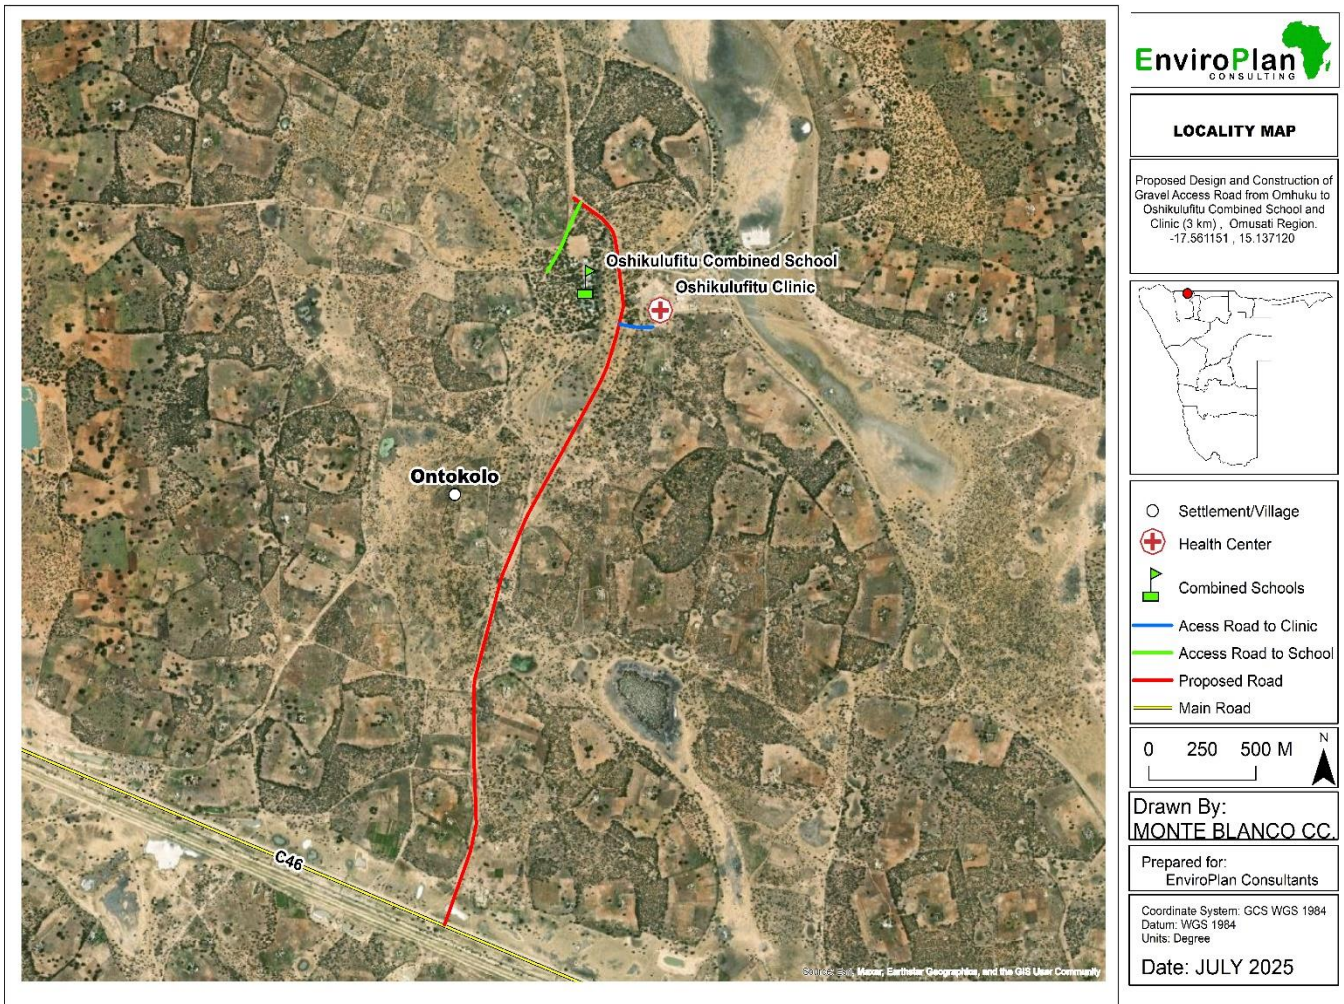 Oshikulufitu Combined School
Oshikulufitu Clinic
Ontokolo
C46
Source: Esri, Maxar, Earthstar Geographics, and the GIS User Community
EnviroPlan
CONSULTING
LOCALITY MAP
Proposed Design and Construction of
Gravel Access Road from Omhuku to
Oshikulufitu Combined School and
Clinic (3 km) , Omusati Region.
-17.561151 , 15.137120
Settlement/Village
Health Center
Combined Schools
Acess Road to Clinic
Access Road to School
Proposed Road
Main Road
0 250 500 M
N
Drawn By:
MONTE BLANCO CC.
Prepared for:
EnviroPlan Consultants
Coordinate System: GCS WGS 1984
Datum: WGS 1984
Units: Degree
Date: JULY 2025